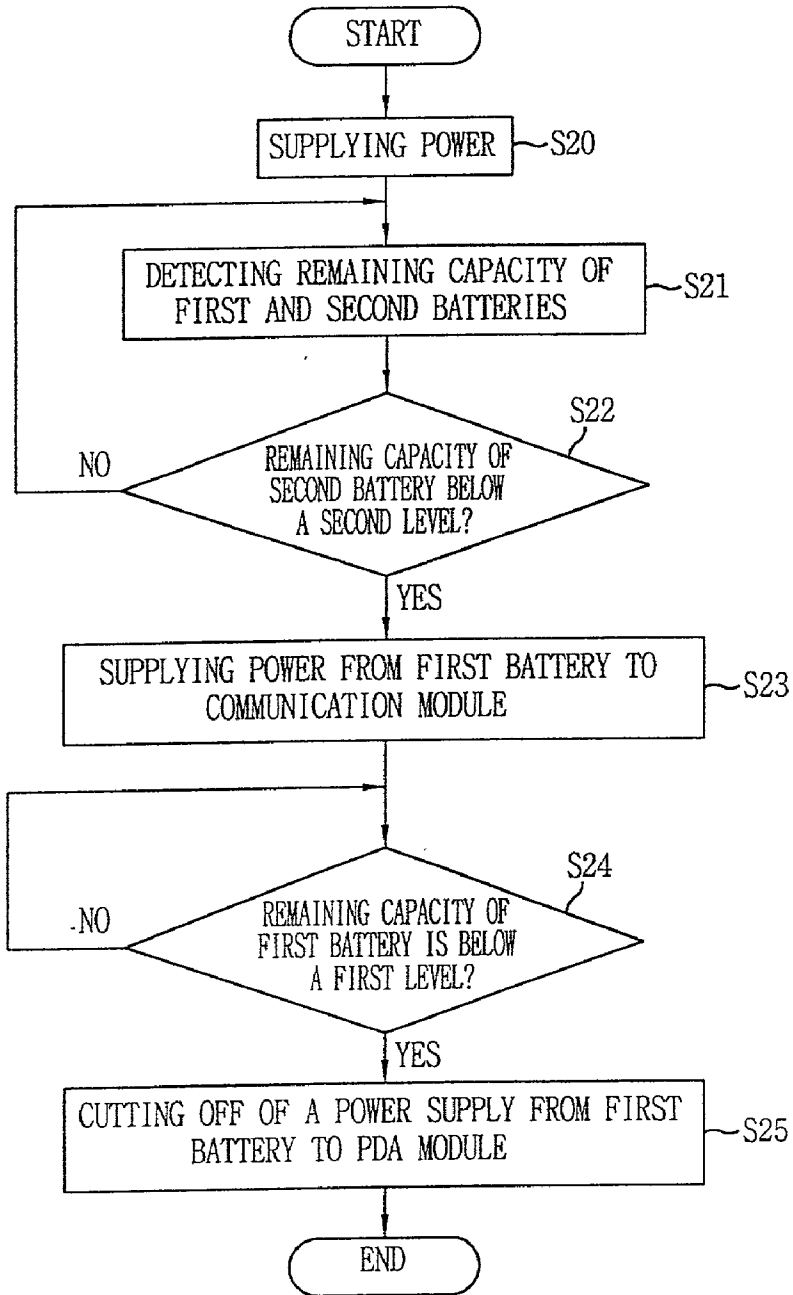 START
SUPPLYING POWER
S20
DETECTING REMAINING CAPACITY OF
FIRST AND SECOND BATTERIES
S21
S22
REMAINING CAPACITY OF
SECOND BATTERY BELOW
A SECOND LEVEL?
NO
YES
SUPPLYING POWER FROM FIRST BATTERY TO
COMMUNICATION MODULE
S23
S24
REMAINING CAPACITY OF
FIRST BATTERY IS BELOW
A FIRST LEVEL?
NO
YES
CUTTING OFF OF A POWER SUPPLY FROM FIRST
BATTERY TO PDA MODULE
S25
END